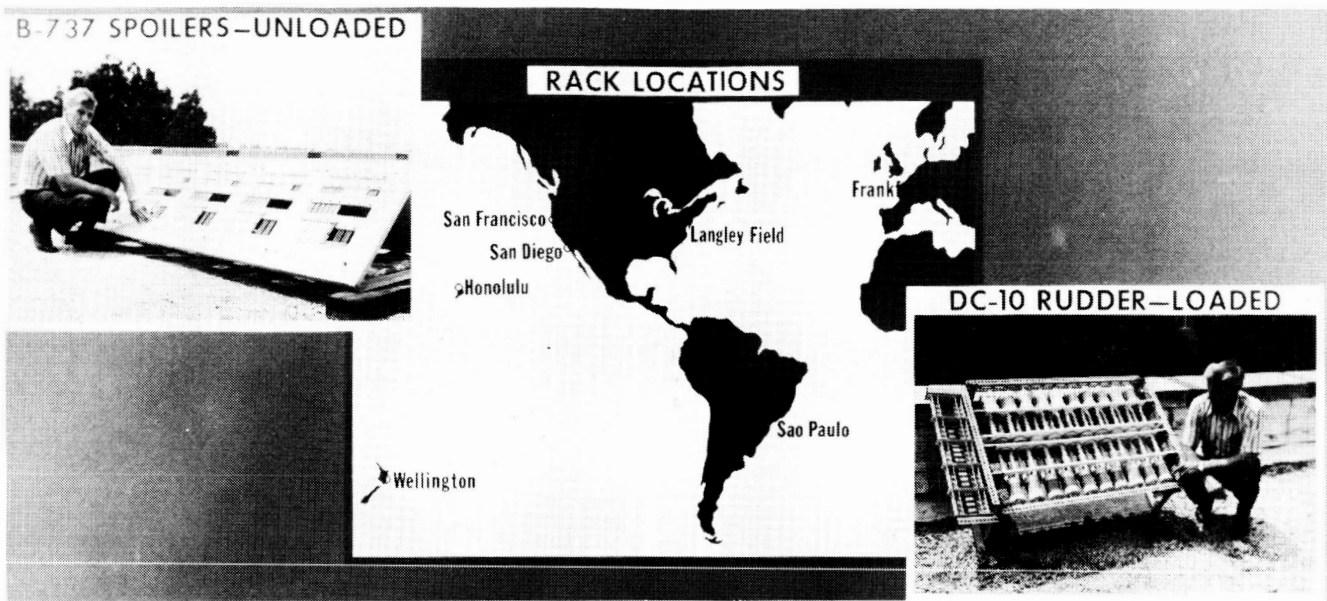 B-737 SPOILERS—UNLOADED
RACK LOCATIONS
Frankf
San Francisco
Langley Field
San Diego
Honolulu
DC-10 RUDDER—LOADED
Sao Paulo
Wellington